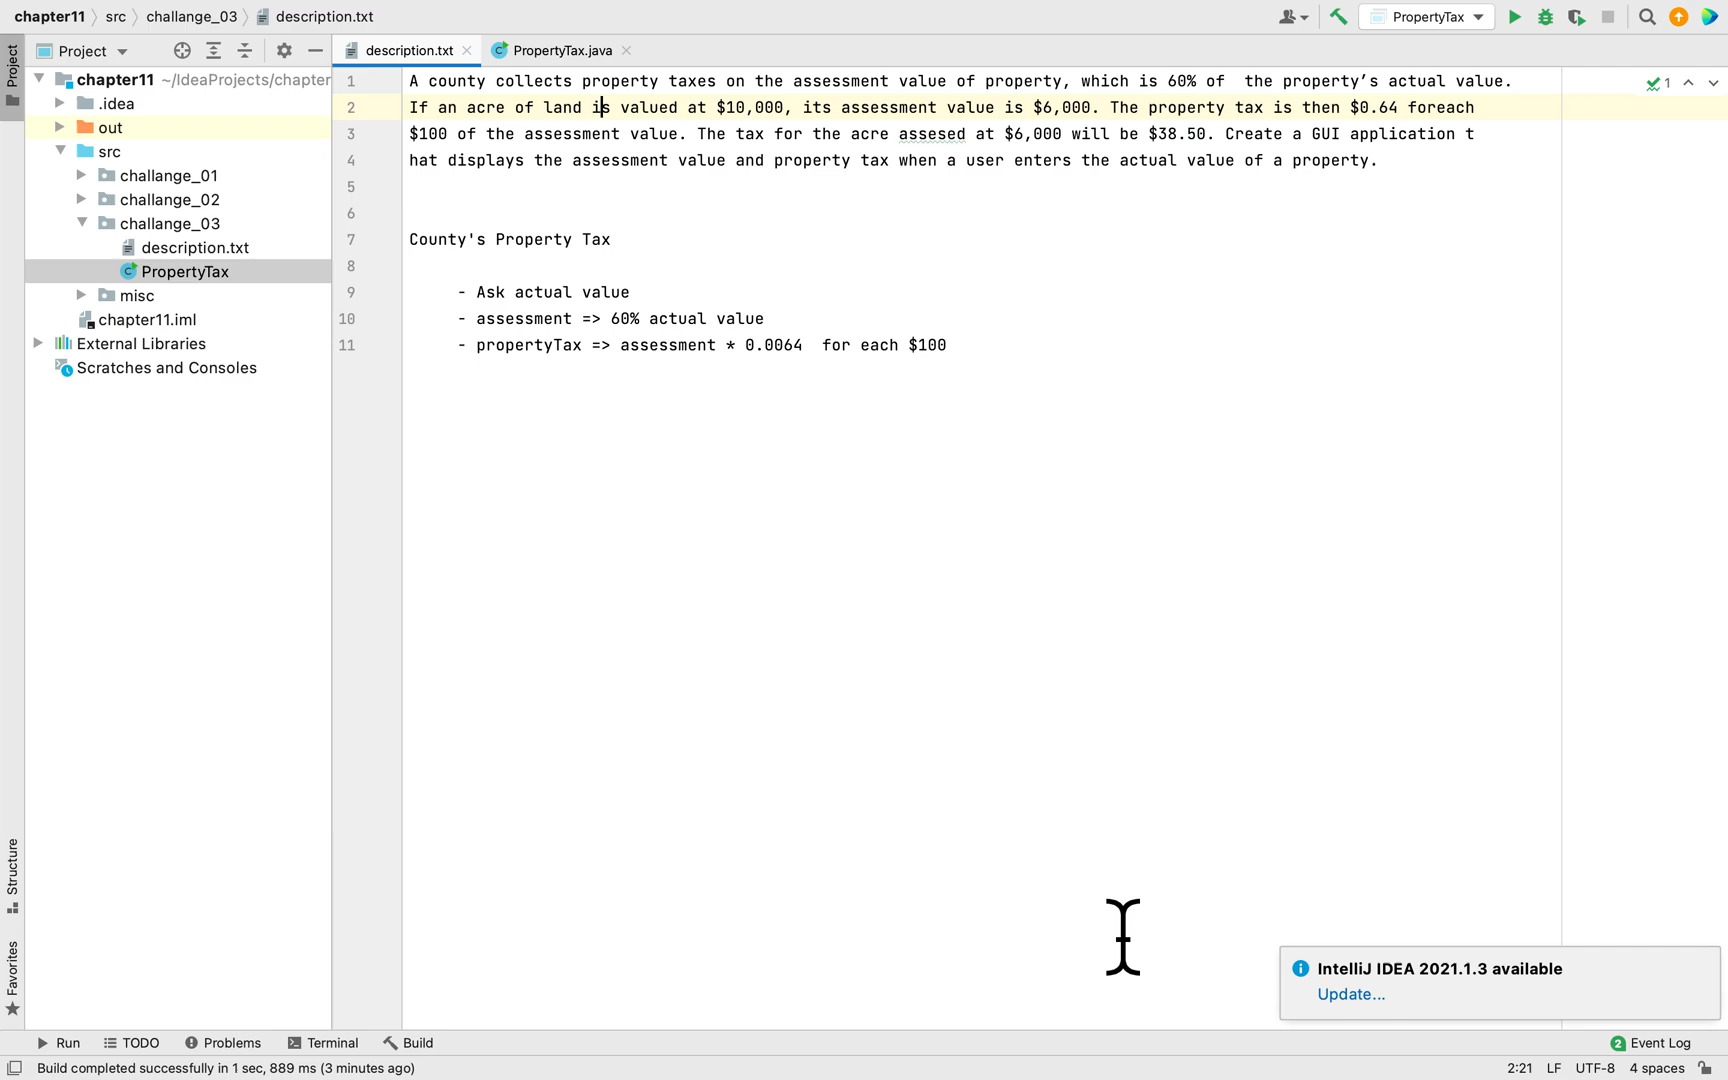 chapter11 src challange_03 description.txt
PropertyTax
Project
description.txt
PropertyTax.java
Project
chapter11 ~/IdeaProjects/chapter
.idea
out
src
challange_01
challange_02
challange_03
description.txt
PropertyTax
misc
chapter11.iml
External Libraries
Scratches and Consoles
1 A county collects property taxes on the assessment value of property, which is 60% of  the property’s actual value.
2 If an acre of land is valued at $10,000, its assessment value is $6,000. The property tax is then $0.64 foreach
3 $100 of the assessment value. The tax for the acre assesed at $6,000 will be $38.50. Create a GUI application t
4 hat displays the assessment value and property tax when a user enters the actual value of a property.
5
6
7 County's Property Tax
8
9 - Ask actual value
10 - assessment => 60% actual value
11 - propertyTax => assessment * 0.0064  for each $100
1
Structure
Favorites
IntelliJ IDEA 2021.1.3 available
Update...
Run TODO Problems Terminal Build
2 Event Log
Build completed successfully in 1 sec, 889 ms (3 minutes ago)
2:21 LF UTF-8 4 spaces